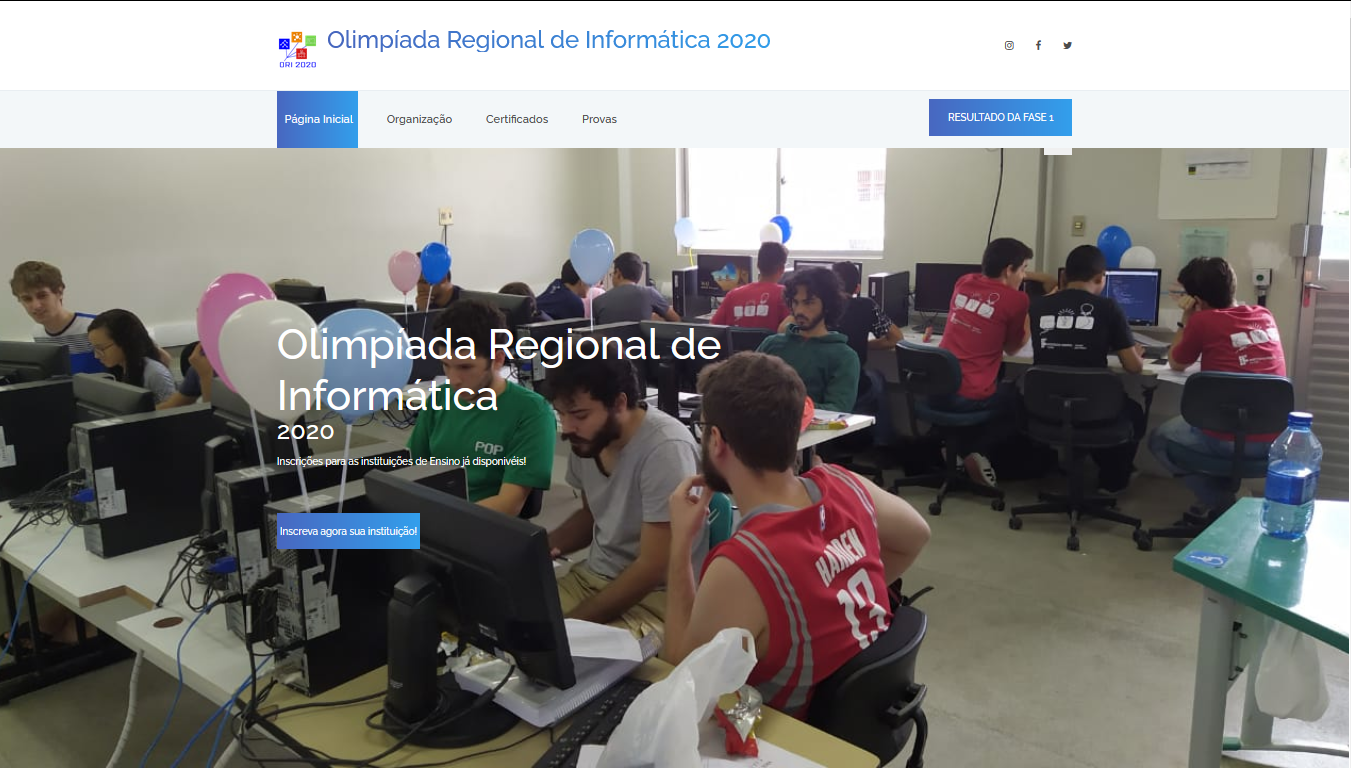 ORI 2020
Olimpíada Regional de Informática 2020
Página Inicial
Organização
Certificados
Provas
RESULTADO DA FASE 1
Olimpíada Regional de
Informática
2020
Inscrições para as instituições de Ensino já disponivéis!
Inscreva agora sua instituição!
POP
HARDEN
13